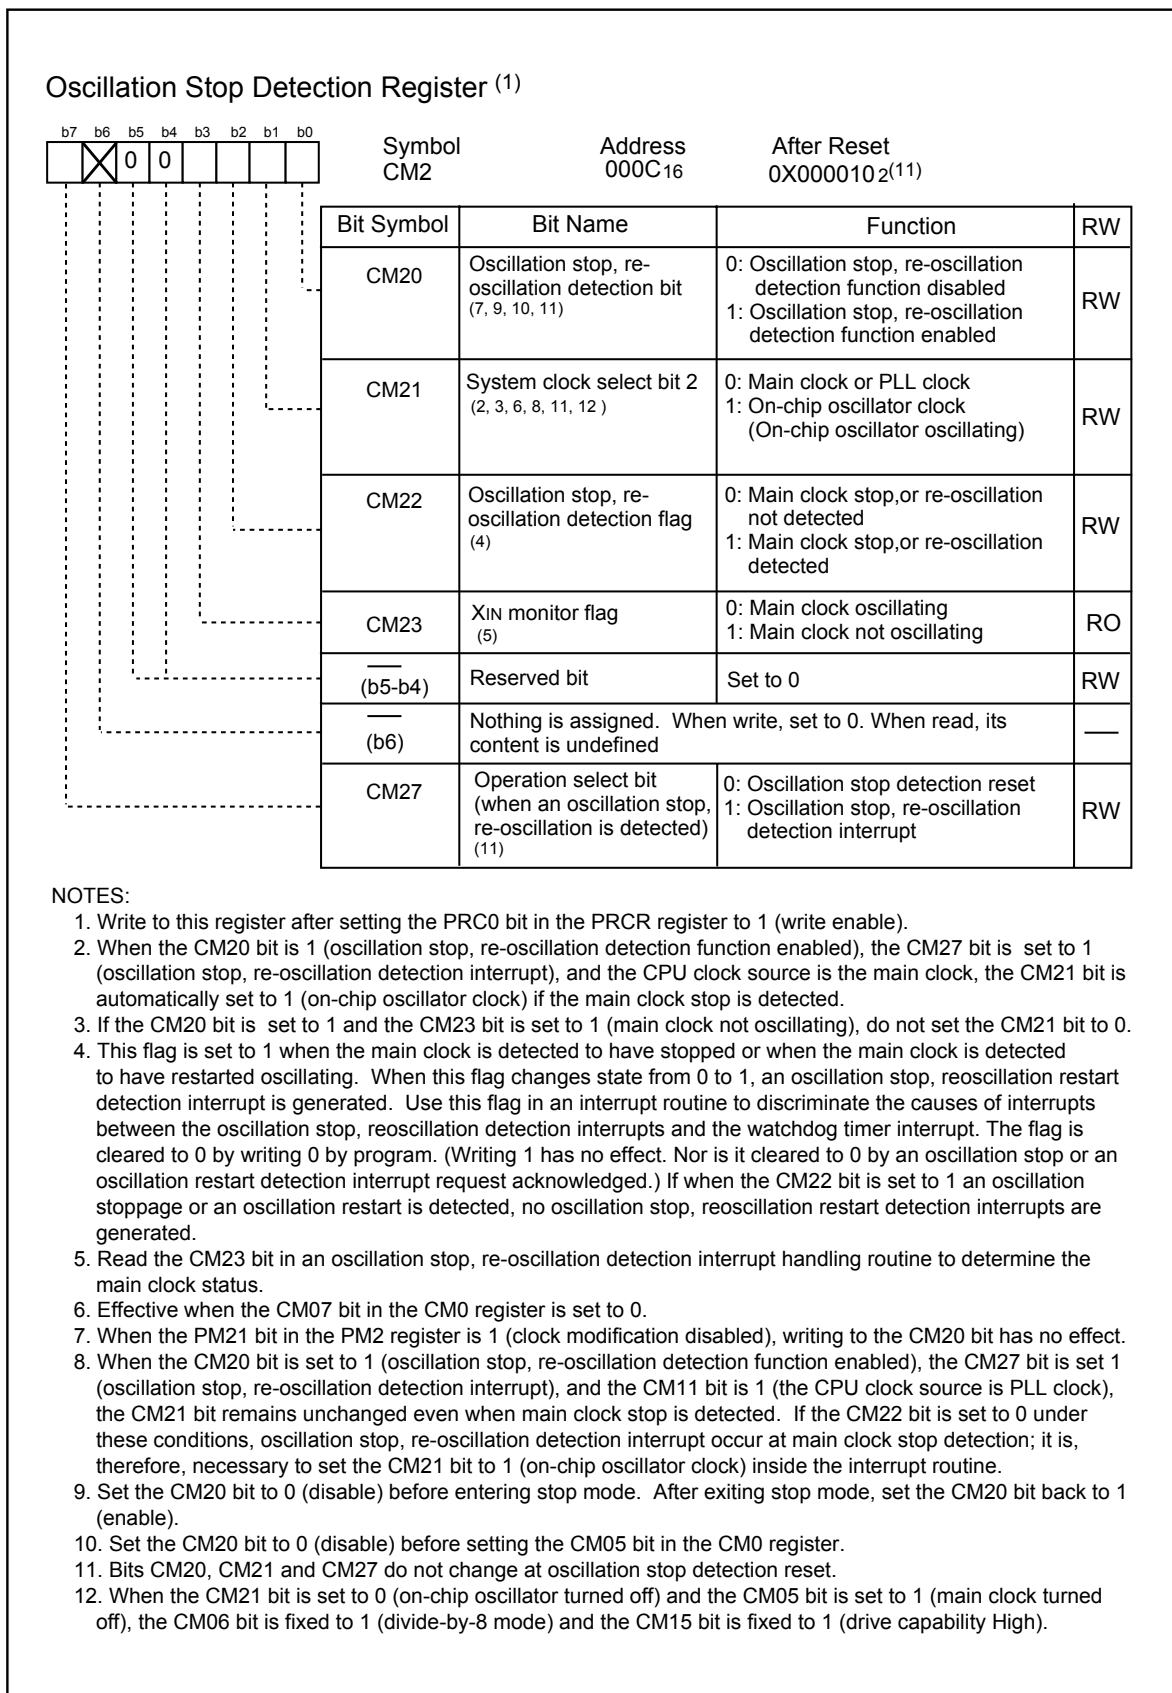 Oscillation Stop Detection Register (1)
b7 b6 b5 b4 b3 b2 b1 b0
0 0
Symbol Address After Reset
CM2 000C16 0X0000102(11)
Bit Symbol Bit Name Function RW
CM20
Oscillation stop, re-
oscillation detection bit
(7, 9, 10, 11)
0: Oscillation stop, re-oscillation
detection function disabled
1: Oscillation stop, re-oscillation
detection function enabled
RW
CM21
System clock select bit 2
(2, 3, 6, 8, 11, 12 )
0: Main clock or PLL clock
1: On-chip oscillator clock
(On-chip oscillator oscillating)
RW
CM22
Oscillation stop, re-
oscillation detection flag
(4)
0: Main clock stop,or re-oscillation
not detected
1: Main clock stop,or re-oscillation
detected
RW
CM23
XIN monitor flag
(5)
0: Main clock oscillating
1: Main clock not oscillating
RO
(b5-b4)
Reserved bit
Set to 0
RW
(b6)
Nothing is assigned. When write, set to 0. When read, its
content is undefined
CM27
Operation select bit
(when an oscillation stop,
re-oscillation is detected)
(11)
0: Oscillation stop detection reset
1: Oscillation stop, re-oscillation
detection interrupt
RW
NOTES:
1. Write to this register after setting the PRC0 bit in the PRCR register to 1 (write enable).
2. When the CM20 bit is 1 (oscillation stop, re-oscillation detection function enabled), the CM27 bit is set to 1
(oscillation stop, re-oscillation detection interrupt), and the CPU clock source is the main clock, the CM21 bit is
automatically set to 1 (on-chip oscillator clock) if the main clock stop is detected.
3. If the CM20 bit is set to 1 and the CM23 bit is set to 1 (main clock not oscillating), do not set the CM21 bit to 0.
4. This flag is set to 1 when the main clock is detected to have stopped or when the main clock is detected
to have restarted oscillating. When this flag changes state from 0 to 1, an oscillation stop, reoscillation restart
detection interrupt is generated. Use this flag in an interrupt routine to discriminate the causes of interrupts
between the oscillation stop, reoscillation detection interrupts and the watchdog timer interrupt. The flag is
cleared to 0 by writing 0 by program. (Writing 1 has no effect. Nor is it cleared to 0 by an oscillation stop or an
oscillation restart detection interrupt request acknowledged.) If when the CM22 bit is set to 1 an oscillation
stoppage or an oscillation restart is detected, no oscillation stop, reoscillation restart detection interrupts are
generated.
5. Read the CM23 bit in an oscillation stop, re-oscillation detection interrupt handling routine to determine the
main clock status.
6. Effective when the CM07 bit in the CM0 register is set to 0.
7. When the PM21 bit in the PM2 register is 1 (clock modification disabled), writing to the CM20 bit has no effect.
8. When the CM20 bit is set to 1 (oscillation stop, re-oscillation detection function enabled), the CM27 bit is set 1
(oscillation stop, re-oscillation detection interrupt), and the CM11 bit is 1 (the CPU clock source is PLL clock),
the CM21 bit remains unchanged even when main clock stop is detected. If the CM22 bit is set to 0 under
these conditions, oscillation stop, re-oscillation detection interrupt occur at main clock stop detection; it is,
therefore, necessary to set the CM21 bit to 1 (on-chip oscillator clock) inside the interrupt routine.
9. Set the CM20 bit to 0 (disable) before entering stop mode. After exiting stop mode, set the CM20 bit back to 1
(enable).
10. Set the CM20 bit to 0 (disable) before setting the CM05 bit in the CM0 register.
11. Bits CM20, CM21 and CM27 do not change at oscillation stop detection reset.
12. When the CM21 bit is set to 0 (on-chip oscillator turned off) and the CM05 bit is set to 1 (main clock turned
off), the CM06 bit is fixed to 1 (divide-by-8 mode) and the CM15 bit is fixed to 1 (drive capability High).